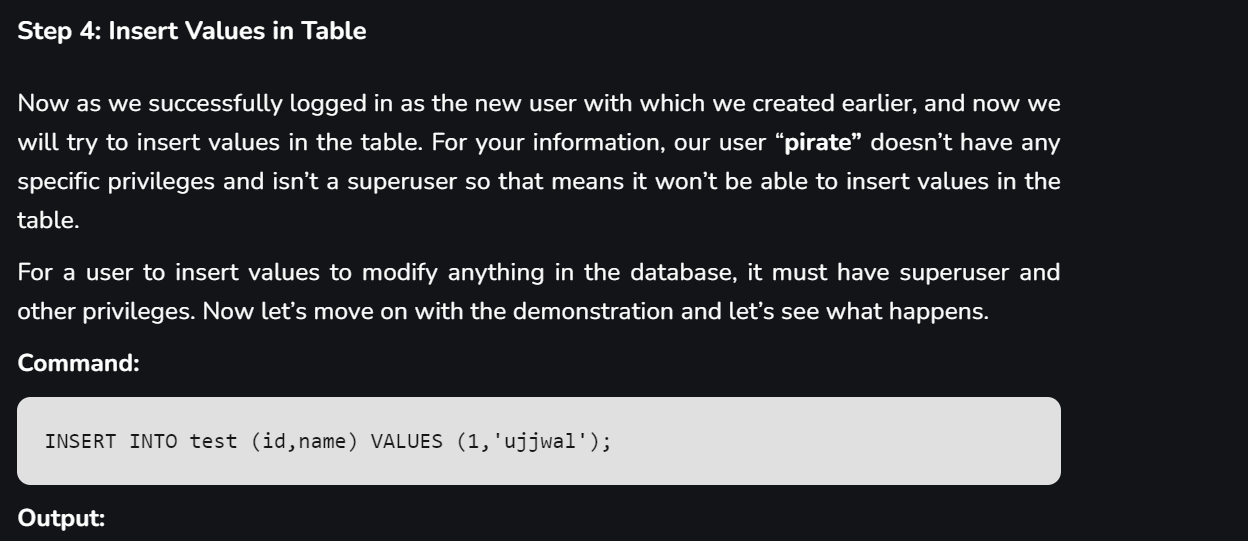 Step 4: Insert Values in Table
Now as we successfully logged in as the new user with which we created earlier, and now we
will try to insert values in the table. For your information, our user “pirate” doesn’t have any
specific privileges and isn’t a superuser so that means it won’t be able to insert values in the
table.
For a user to insert values to modify anything in the database, it must have superuser and
other privileges. Now let’s move on with the demonstration and let’s see what happens.
Command:
INSERT INTO test (id,name) VALUES (1,'ujjwal');
Output: